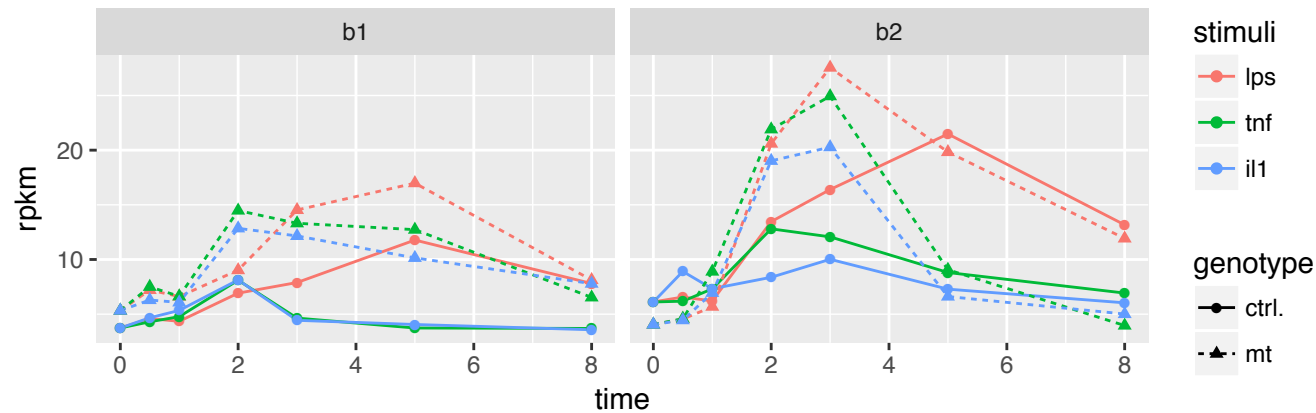 b1
b2
rpkm
20
10
0 2 4 6 8
0 2 4 6 8
time
stimuli
lps
tnf
il1
genotype
ctrl.
mt